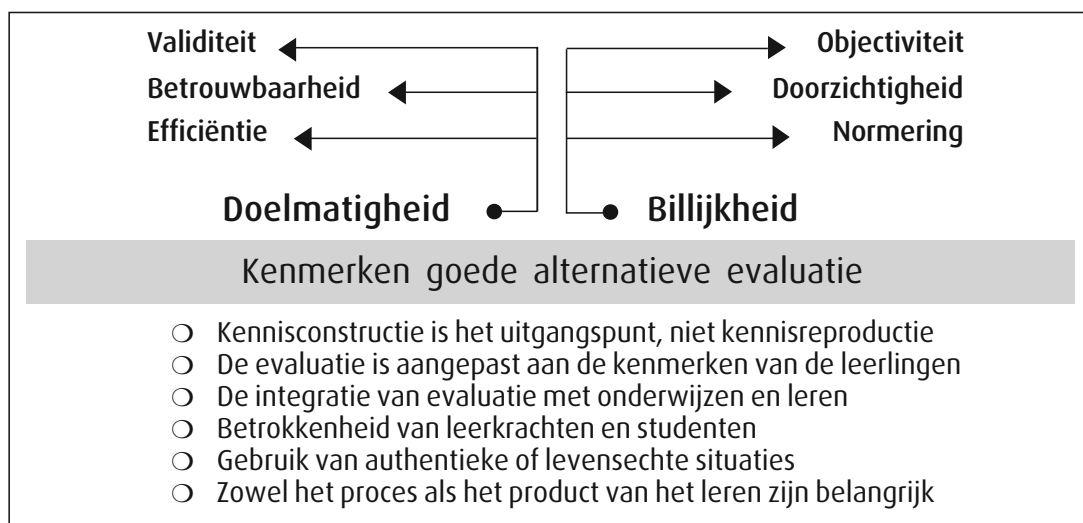 Validiteit Objectiviteit
Betrouwbaarheid Doorzichtigheid
Efficiëntie Normering
Doelmatigheid Billijkheid
Kenmerken goede alternatieve evaluatie
❍ Kennisconstructie is het uitgangspunt, niet kennisreproductie
❍ De evaluatie is aangepast aan de kenmerken van de leerlingen
❍ De integratie van evaluatie met onderwijzen en leren
❍ Betrokkenheid van leerkrachten en studenten
❍ Gebruik van authentieke of levensechte situaties
❍ Zowel het proces als het product van het leren zijn belangrijk